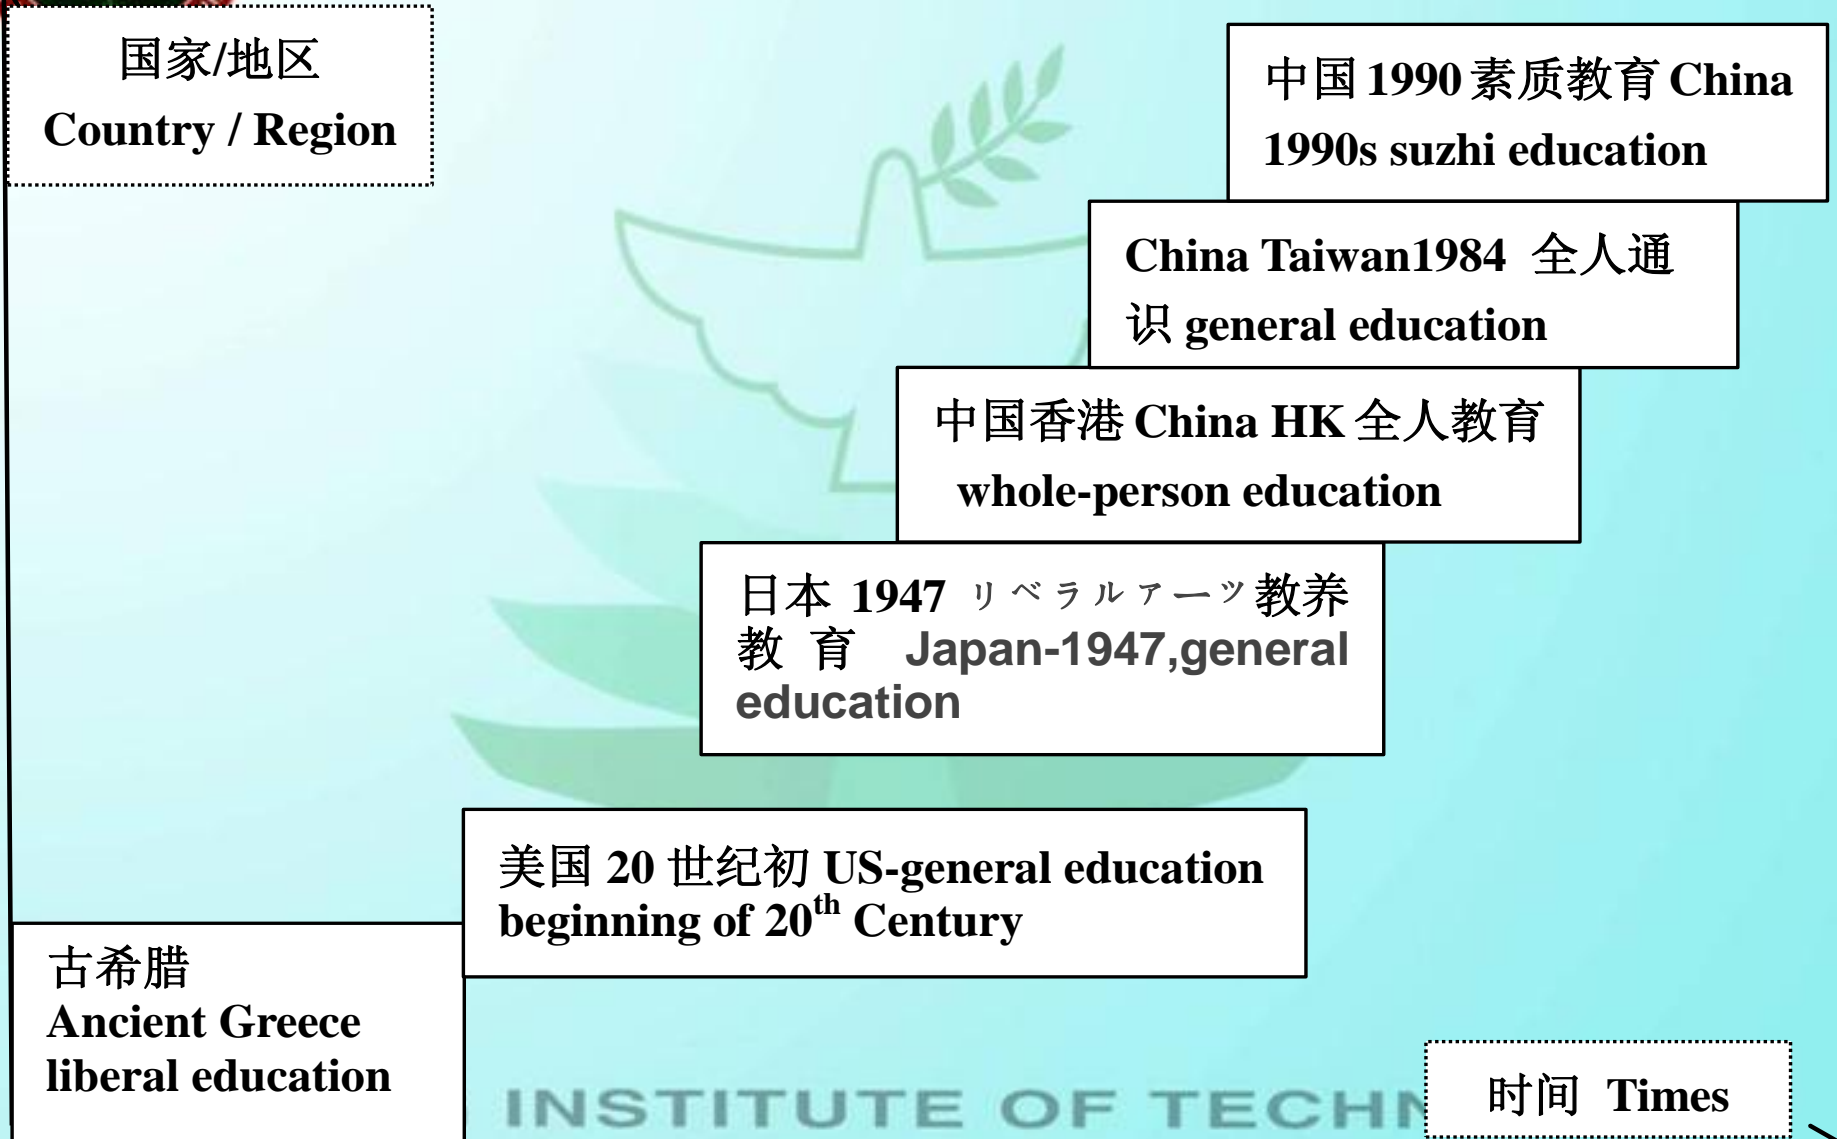 国家/地区
Country / Region
中国 1990 素质教育 China
1990s suzhi education
China Taiwan1984 全人通
识 general education
中国香港 China HK 全人教育
whole-person education
日本 1947 リベラルアーツ教养
教 育 Japan-1947,general
education
美国 20 世纪初 US-general education
beginning of 20th Century
古希腊
Ancient Greece
liberal education
INSTITUTE OF TECHN
时间 Times